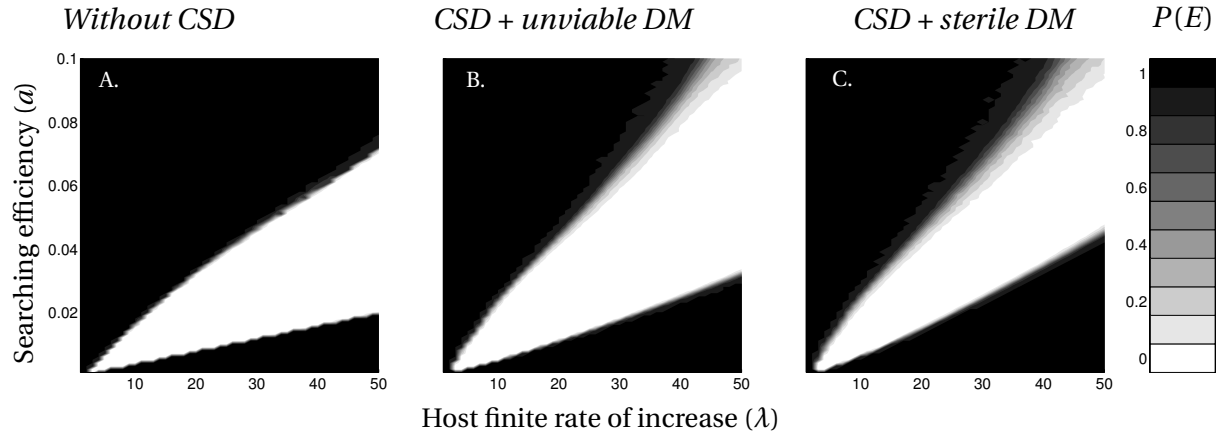 Without CSD
CSD + unviable DM
CSD + sterile DM
P(E)
Searching efficiency (a)
0.1
0.08
0.06
0.04
0.02
A.
10 20 30 40 50
B.
10 20 30 40 50
C.
10 20 30 40 50
1
0.8
0.6
0.4
0.2
0
Host finite rate of increase (λ)